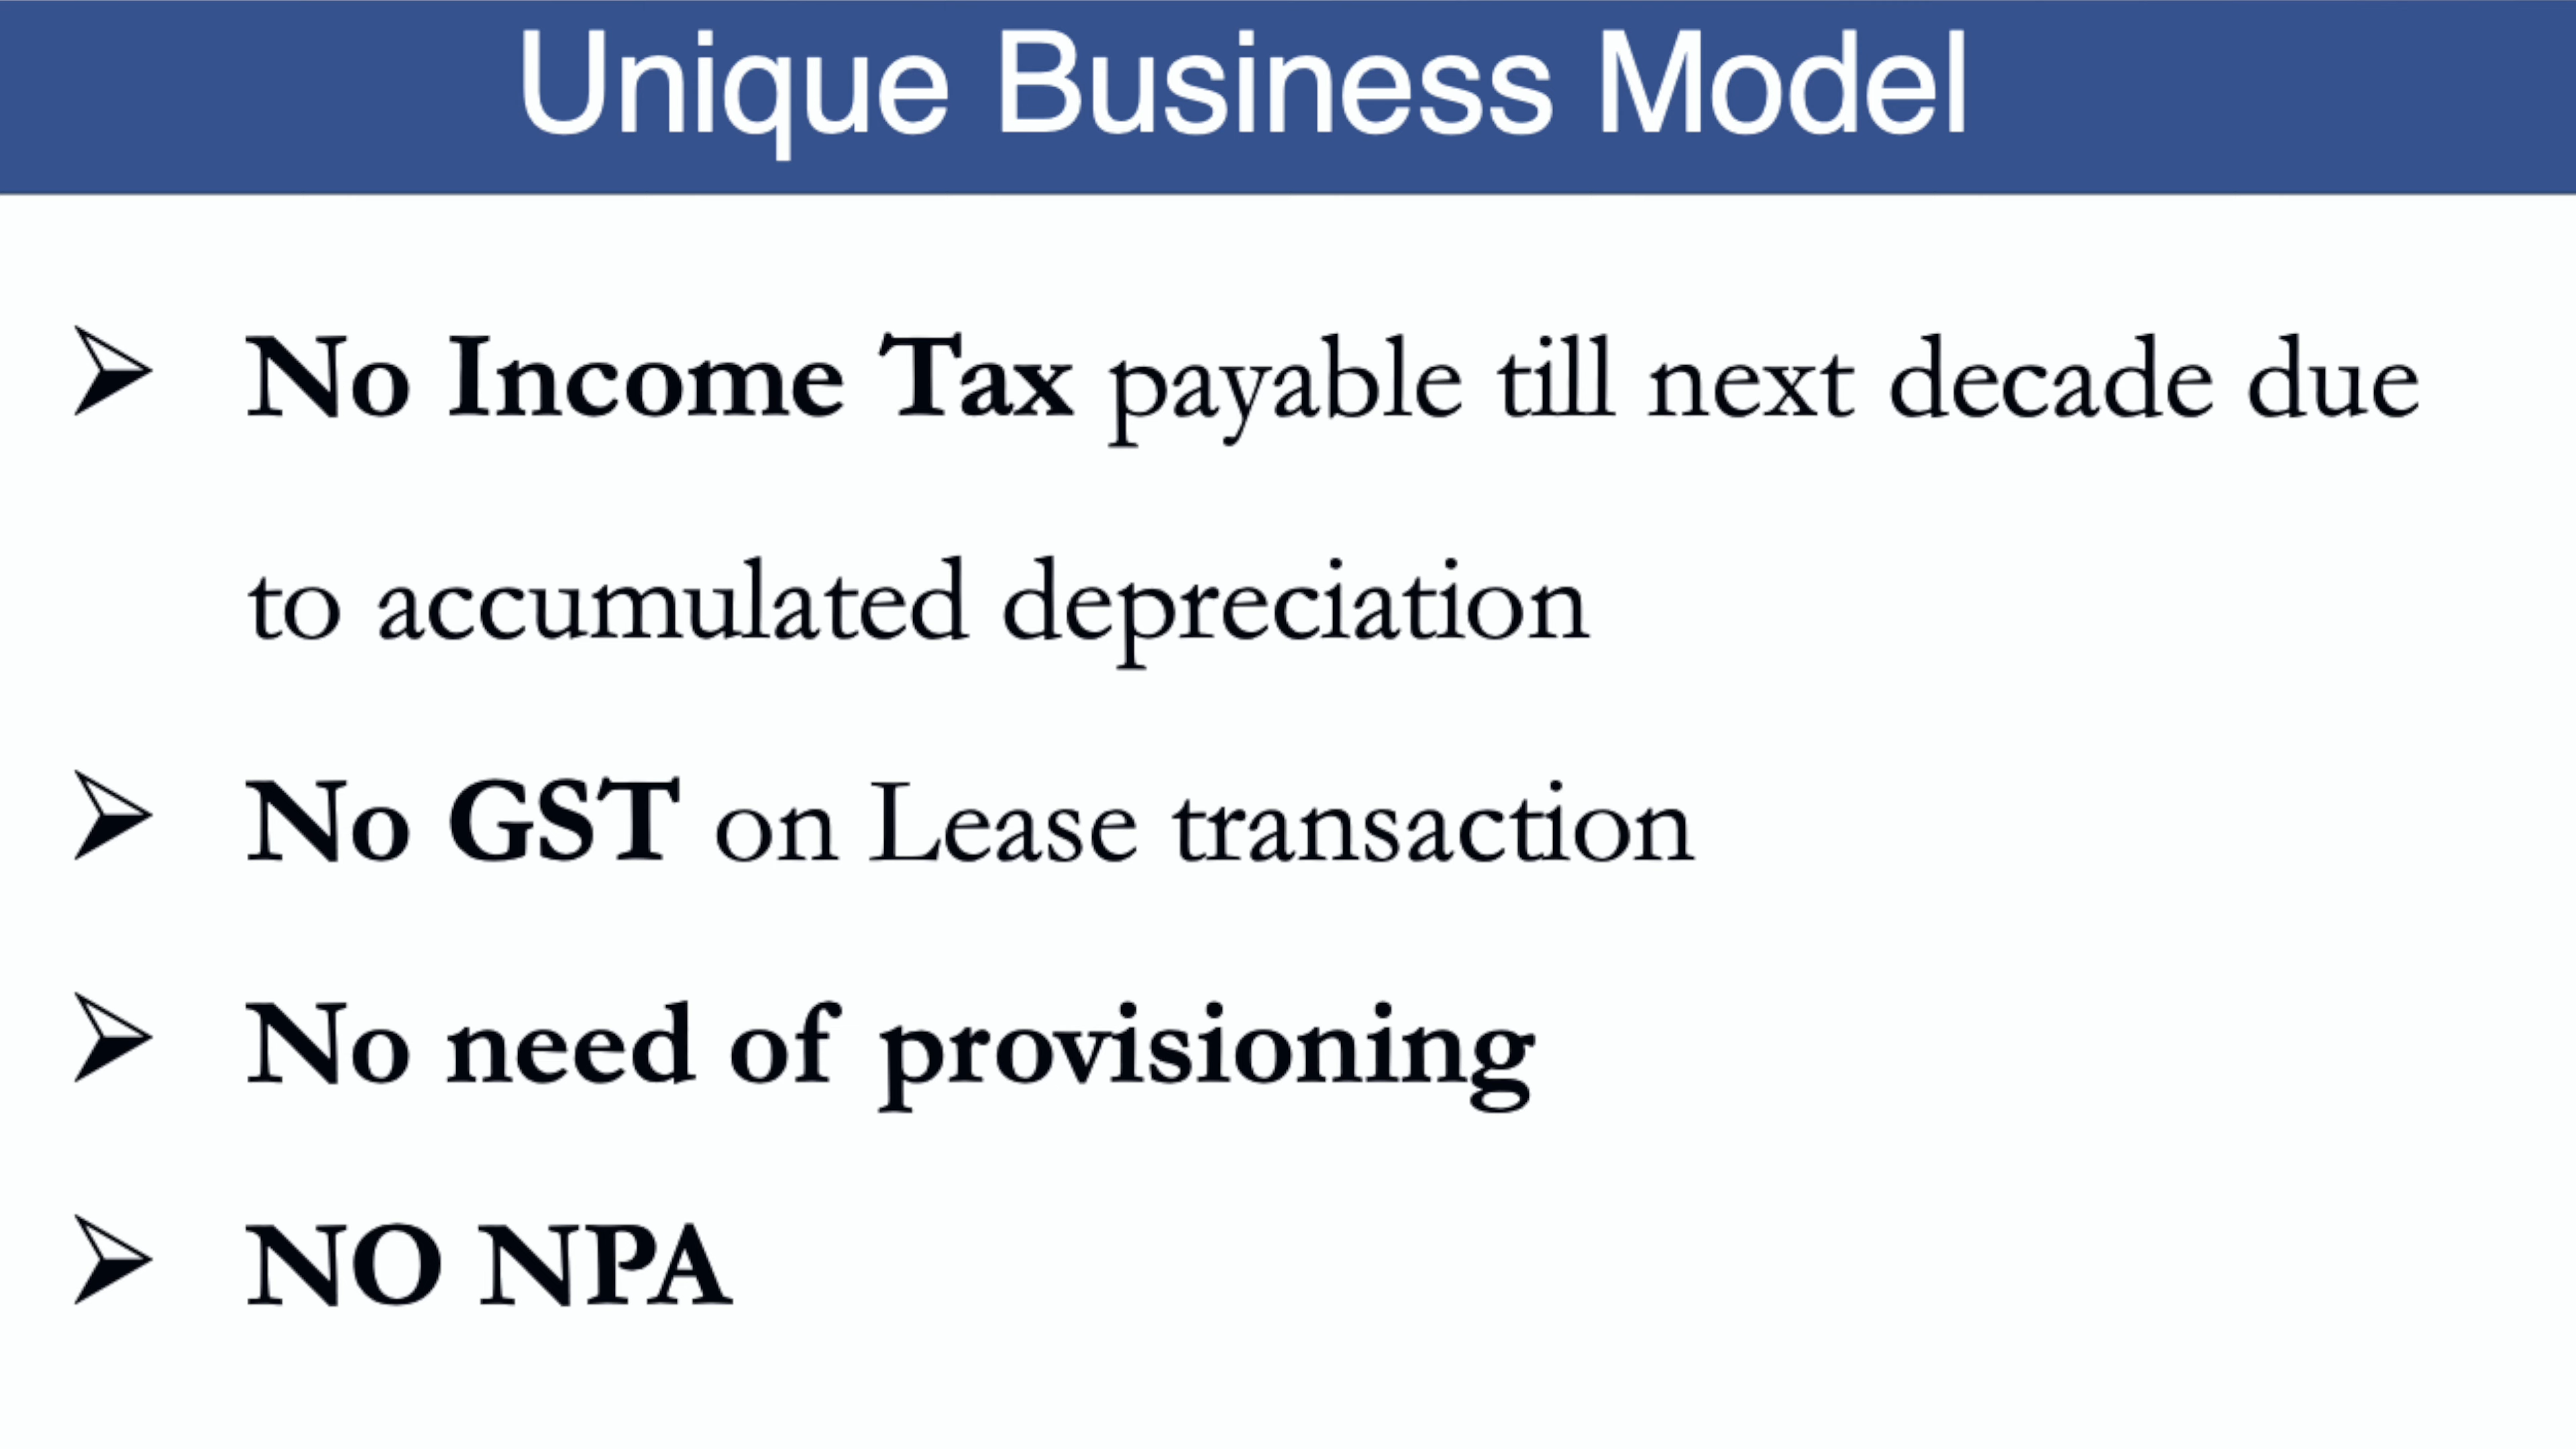 Unique Business Model
➢ No Income Tax payable till next decade due
to accumulated depreciation
➢ No GST on Lease transaction
➢ No need of provisioning
➢ NO NPA